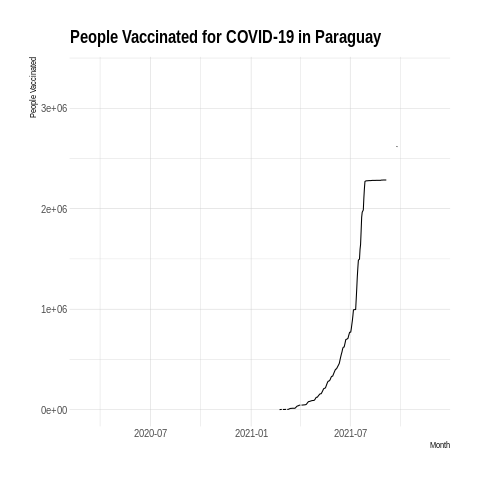 People Vaccinated for COVID-19 in Paraguay
People Vaccinated
3e+06
2e+06
1e+06
0e+00
2020-07 2021-01 2021-07
Month